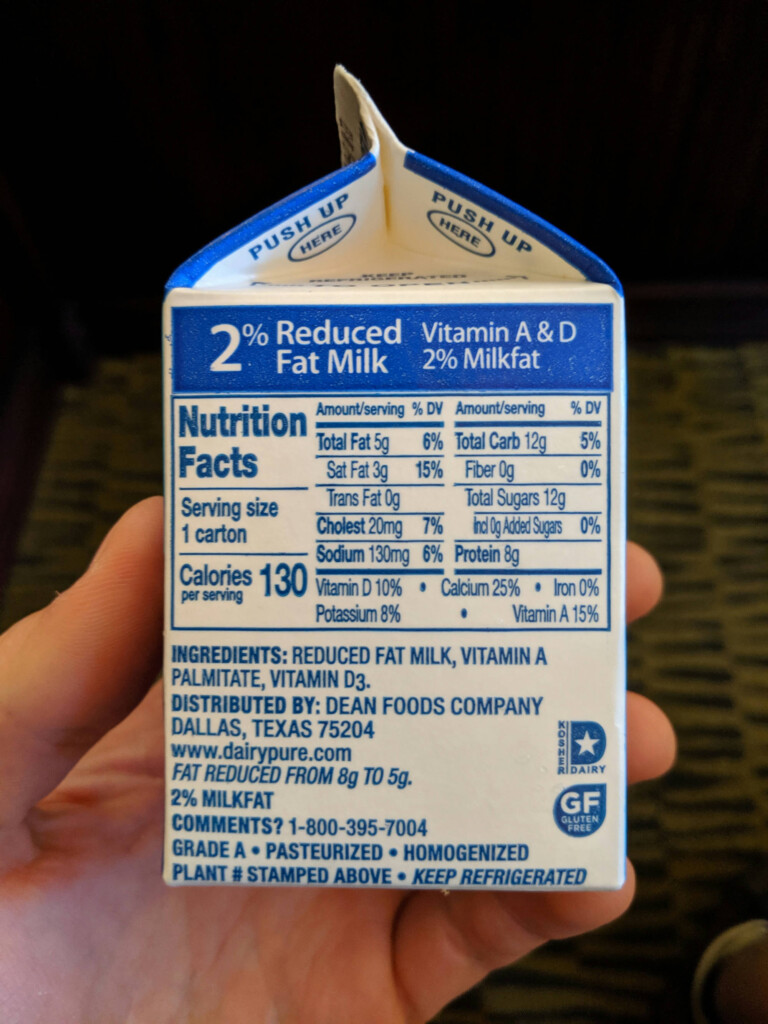 PUSH UP
HERE
PUSH UP
HERE
KEEP
REFRIGERATED
2% Reduced
Fat Milk
Vitamin A & D
2% Milkfat
Nutrition
Facts
Serving size
1 carton
Calories 130
per serving
Amount/serving % DV
Total Fat 5g 6%
Sat Fat 3g 15%
Trans Fat 0g
Cholest 20mg 7%
Sodium 130mg 6%
Amount/serving % DV
Total Carb 12g 5%
Fiber 0g 0%
Total Sugars 12g
Incl 0g Added Sugars 0%
Protein 8g
Vitamin D 10% • Calcium 25% • Iron 0%
Potassium 8% • Vitamin A 15%
INGREDIENTS: REDUCED FAT MILK, VITAMIN A
PALMITATE, VITAMIN D3.
DISTRIBUTED BY: DEAN FOODS COMPANY
DALLAS, TEXAS 75204
www.dairypure.com
FAT REDUCED FROM 8g TO 5g.
2% MILKFAT
COMMENTS? 1-800-395-7004
GRADE A • PASTEURIZED • HOMOGENIZED
PLANT # STAMPED ABOVE • KEEP REFRIGERATED
KOSHER
D
DAIRY
GF
GLUTEN
FREE